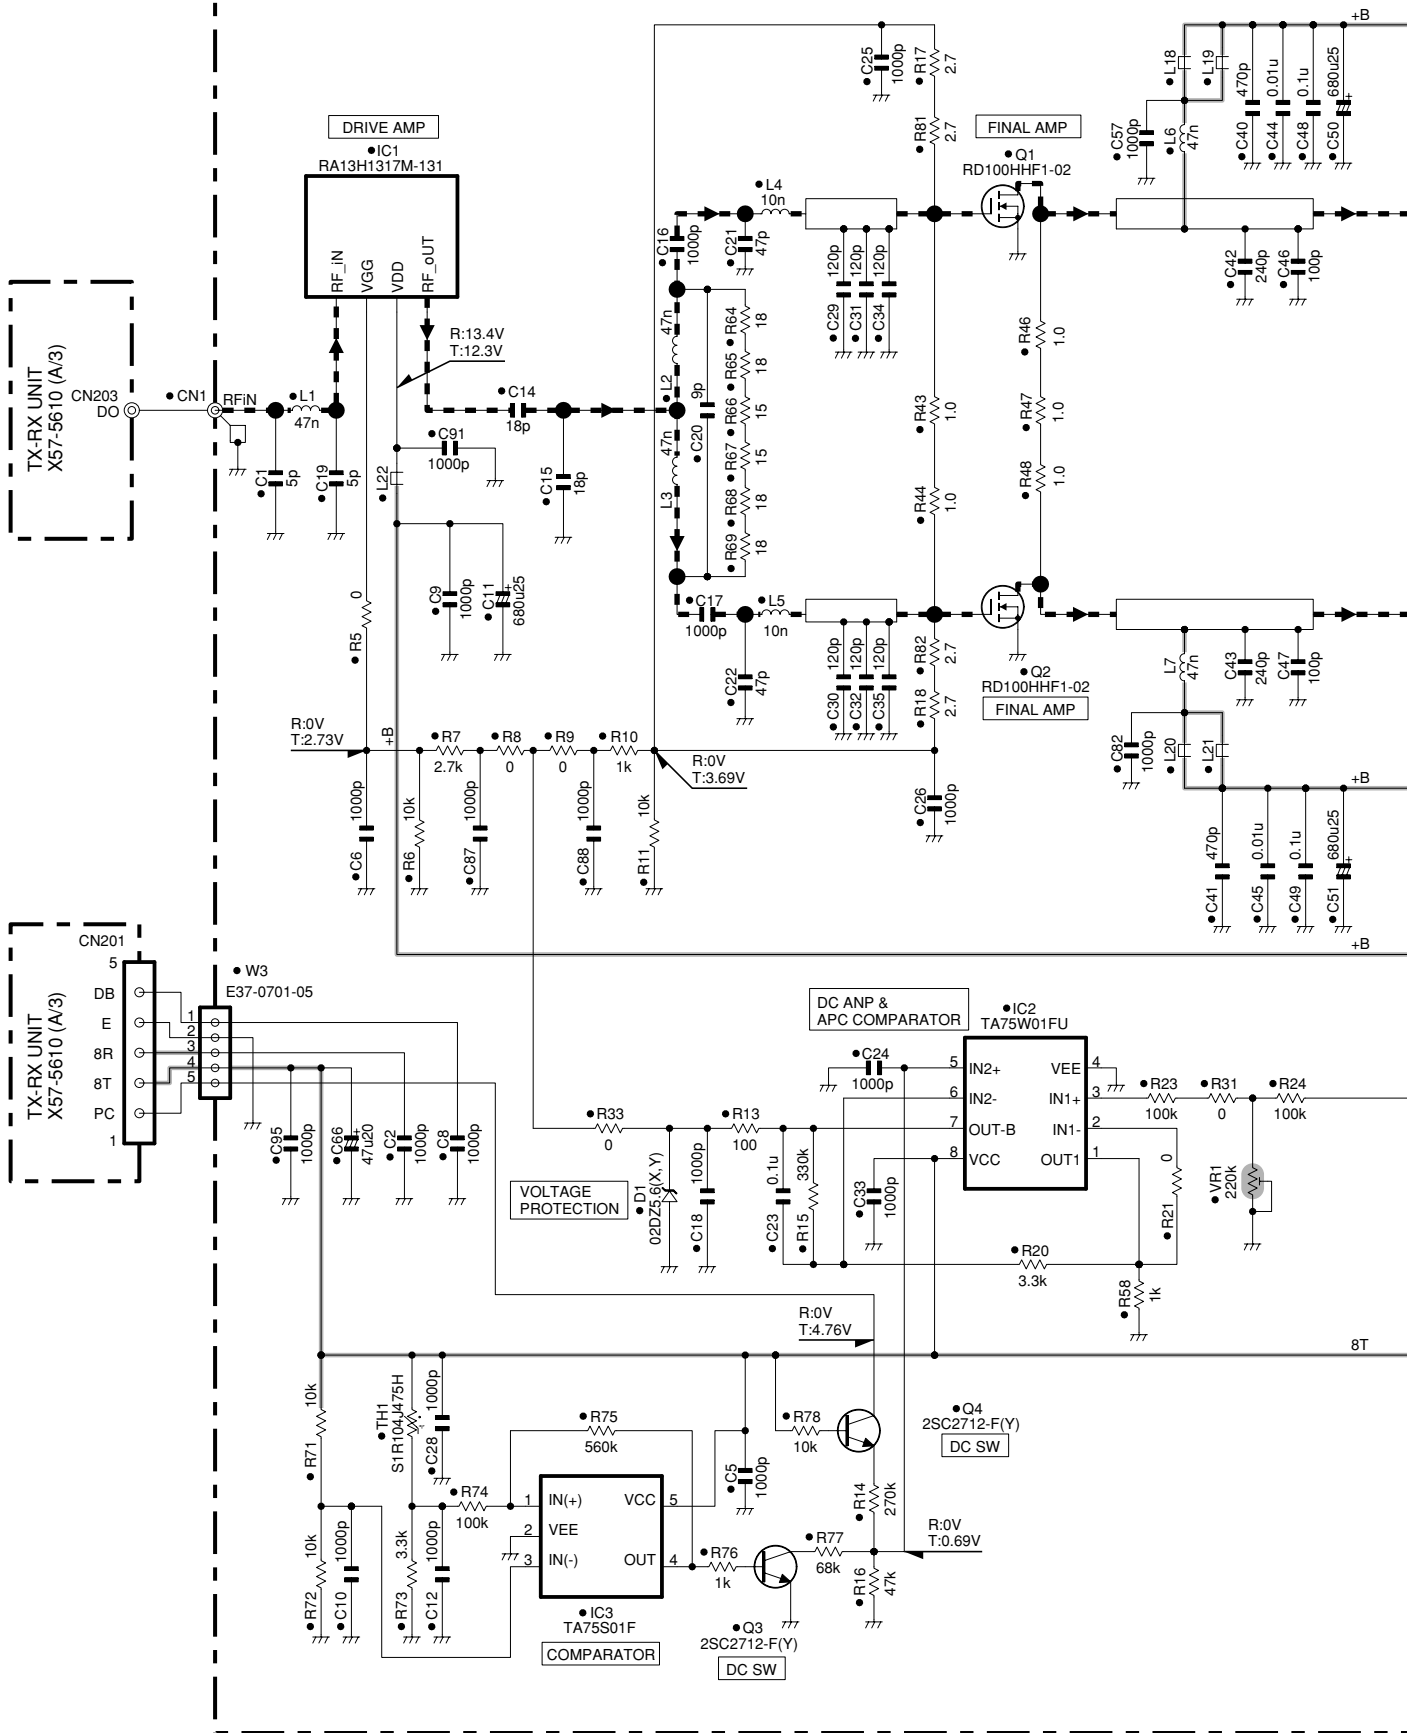 +B
C25
1000p
R17
2.7
L18
L19
470p
C40
0.01u
C44
0.1u
C48
680u25
+
C50
DRIVE AMP
IC1
RA13H1317M-131
R81
2.7
FINAL AMP
Q1
RD100HHF1-02
C57
1000p
L6
47n
RF_iN
VGG
VDD
RF_oUT
L4
10n
C16
1000p
C21
47p
120p
C29
120p
C31
120p
C34
C42
240p
C46
100p
TX-RX UNIT
X57-5610 (A/3)
CN203
DO
CN1
RFiN
L1
47n
R:13.4V
T:12.3V
C14
18p
47n
L2
47n
L3
9p
C20
R64
18
R65
18
R66
15
R67
15
R68
18
R69
18
R43
1.0
R44
1.0
R46
1.0
R47
1.0
R48
1.0
C1
5p
C19
5p
L22
C91
1000p
C15
18p
C9
1000p
C11
680u25
+
0
R5
C17
1000p
L5
10n
C22
47p
120p
C30
120p
C32
120p
C35
R82
2.7
R18
2.7
Q2
RD100HHF1-02
FINAL AMP
L7
47n
C43
240p
C47
100p
C82
1000p
L20
L21
R:0V
T:2.73V
+B
R7
2.7k
R8
0
R9
0
R10
1k
R:0V
T:3.69V
+B
1000p
C6
10k
R6
1000p
C87
1000p
C88
10k
R11
C26
1000p
470p
C41
0.01u
C45
0.1u
C49
680u25
+
C51
+B
TX-RX UNIT
X57-5610 (A/3)
CN201
5
DB
E
8R
8T
PC
1
W3
E37-0701-05
1
2
3
4
5
C95
1000p
C66
47u20
+
C2
1000p
C8
1000p
DC ANP &
APC COMPARATOR
IC2
TA75W01FU
C24
1000p
5 IN2+ VEE 4
6 IN2- IN1+ 3
7 OUT-B IN1- 2
8 VCC OUT1 1
R23
100k
R31
0
R24
100k
R33
0
R13
100
VOLTAGE
PROTECTION
D1
02DZ5.6(X,Y)
1000p
C18
0.1u
C23
330k
R15
C33
1000p
0
R21
VR1
220k
R20
3.3k
R58
1k
R:0V
T:4.76V
8T
10k
R71
TH1
S1R104J475H
1000p
C28
R75
560k
R78
10k
Q4
2SC2712-F(Y)
DC SW
C5
1000p
R74
100k
1 IN(+) VCC 5
2 VEE
3 IN(-) OUT 4
IC3
TA75S01F
COMPARATOR
10k
R72
1000p
C10
3.3k
R73
1000p
C12
R76
1k
Q3
2SC2712-F(Y)
DC SW
R77
68k
R14
270k
R16
47k
R:0V
T:0.69V